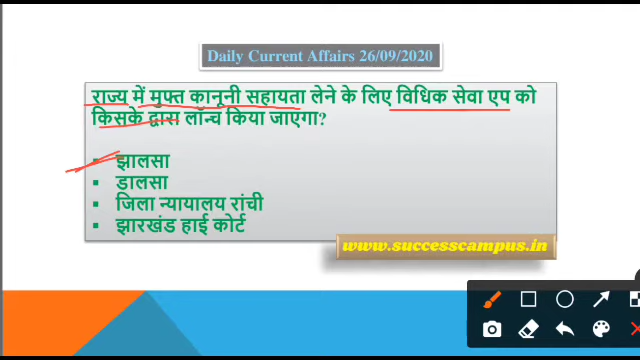 Daily Current Affairs 26/09/2020
राज्य में मुफ्त कानूनी सहायता लेने के लिए विधिक सेवा एप को
किसके द्वारा लॉन्च किया जाएगा?
▪ झालसा
▪ डालसा
▪ जिला न्यायालय रांची
▪ झारखंड हाई कोर्ट
www.successcampus.in